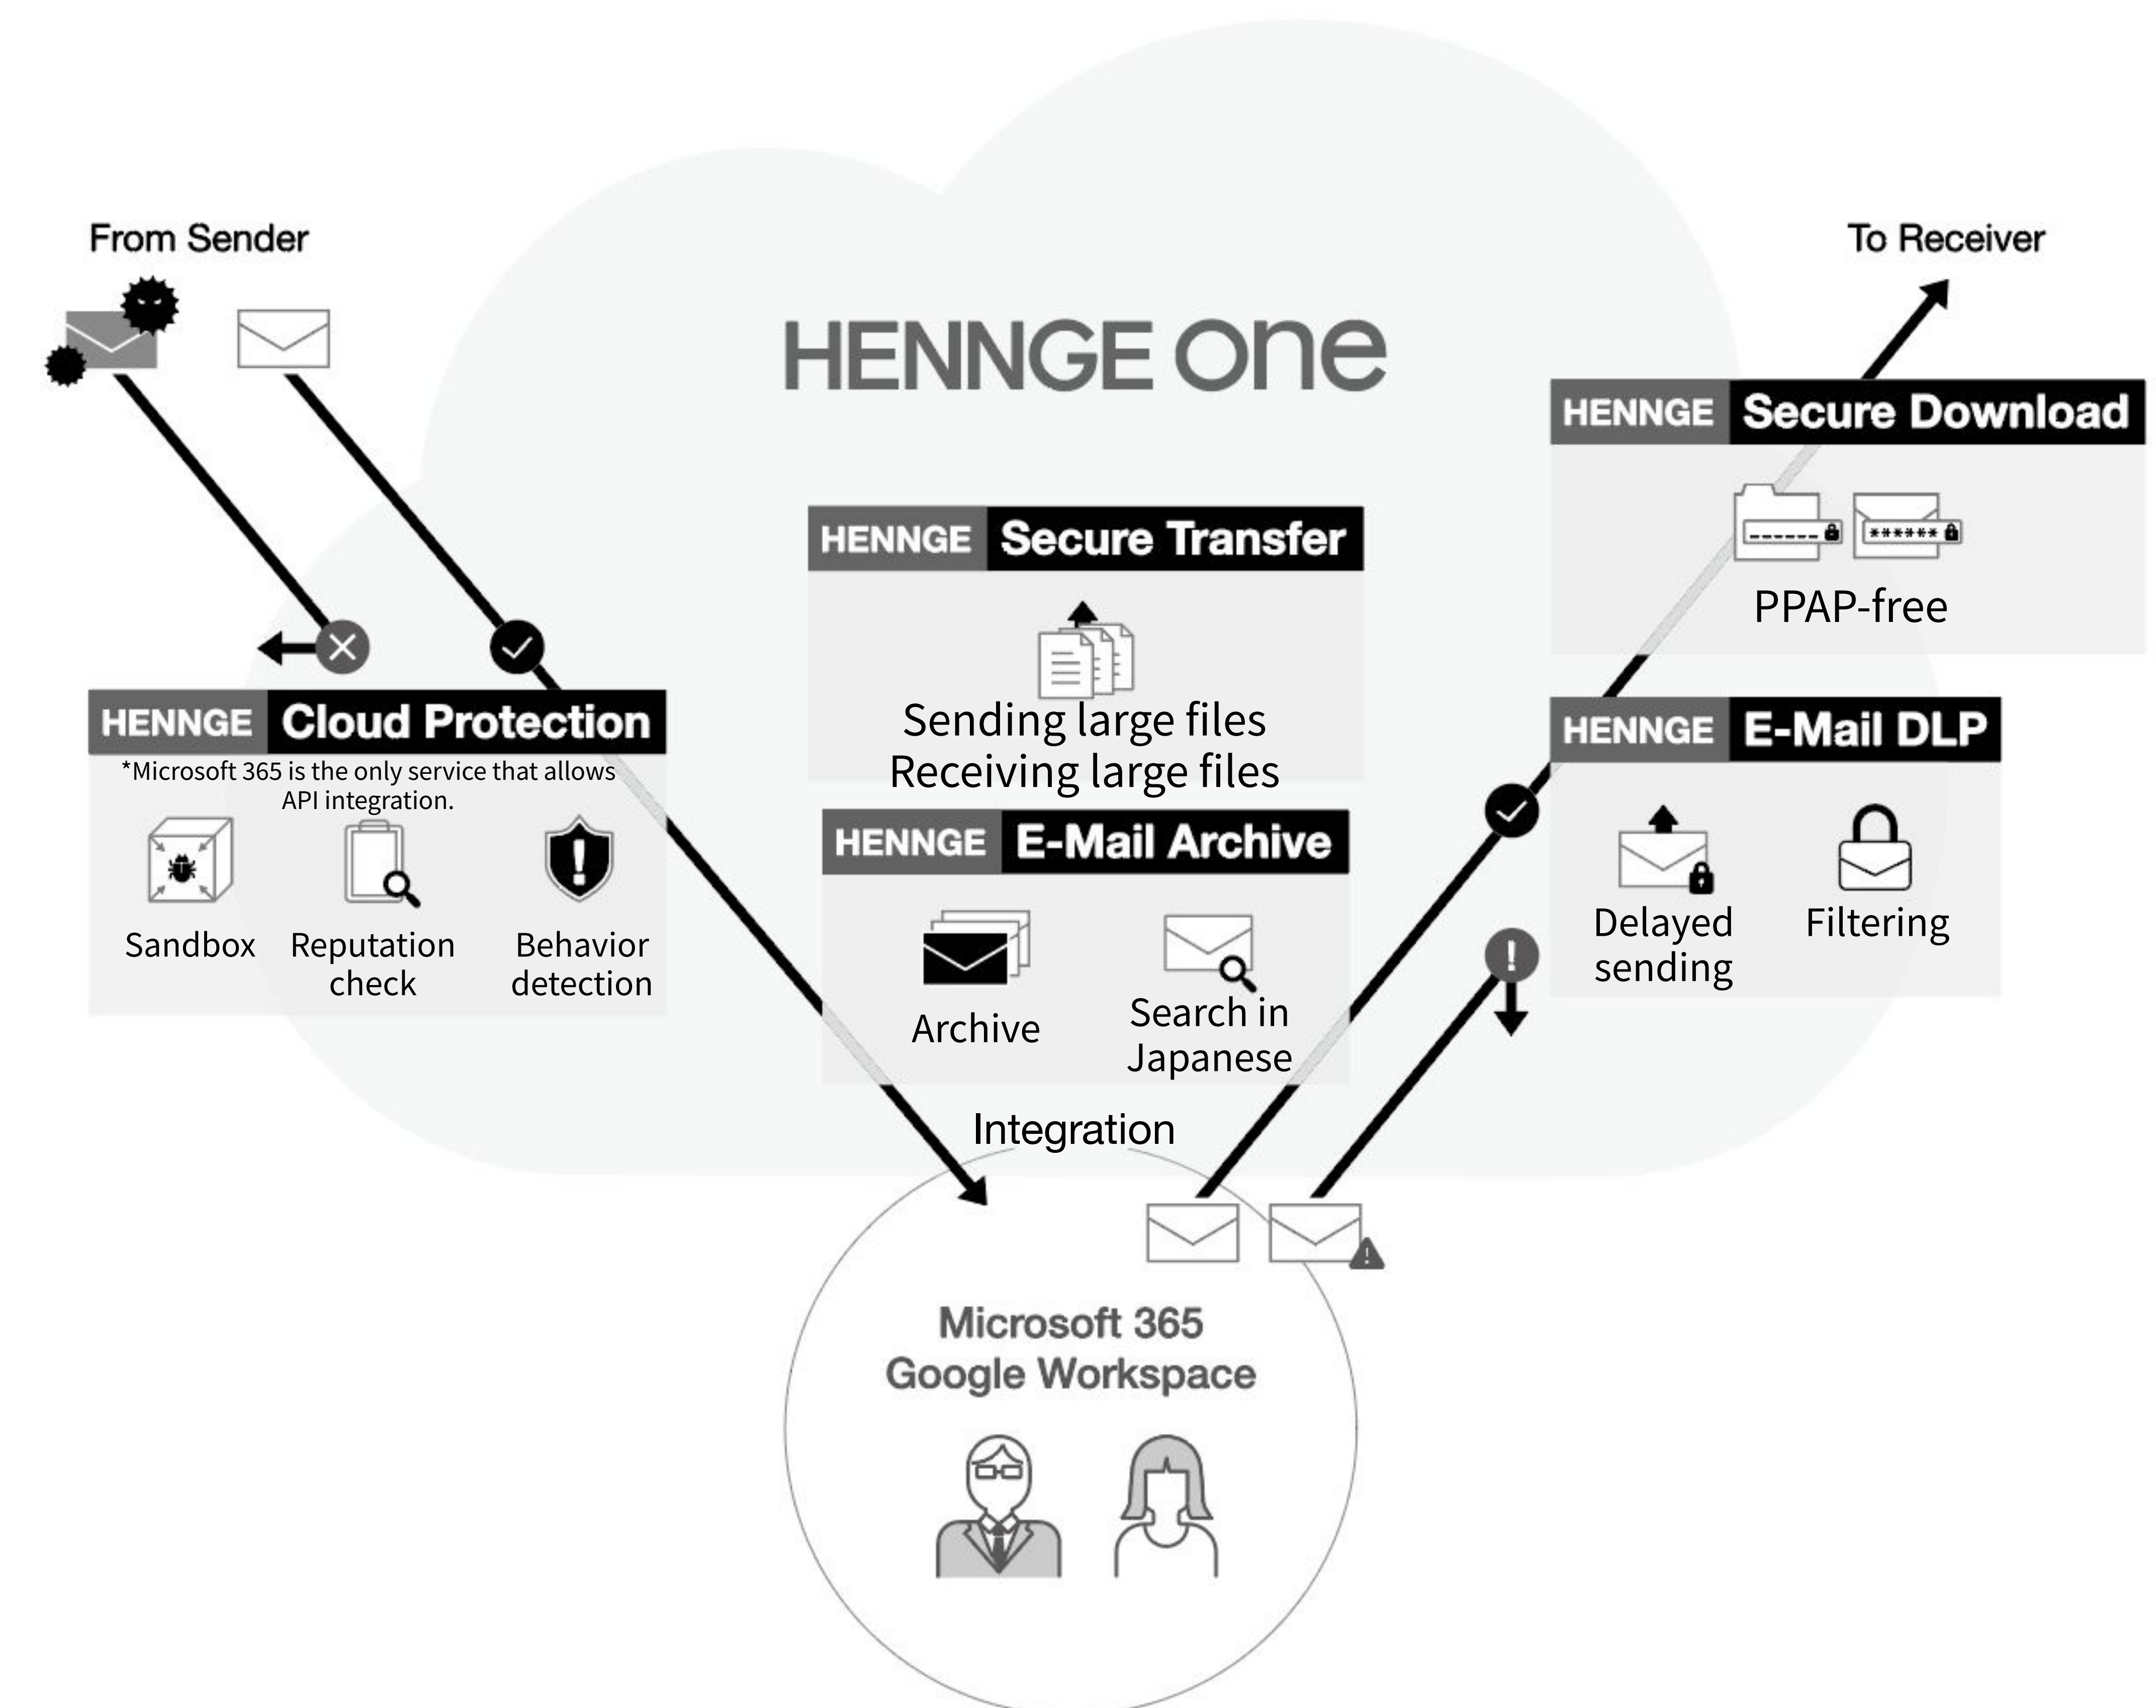 From Sender
To Receiver
HENNGE one
HENNGE Secure Download
****** 
PPAP-free
HENNGE Secure Transfer
Sending large files
Receiving large files
HENNGE Cloud Protection
*Microsoft 365 is the only service that allows
API integration.
Sandbox
Reputation
check
Behavior
detection
HENNGE E-Mail Archive
Archive
Search in
Japanese
HENNGE E-Mail DLP
Delayed
sending
Filtering
Integration
Microsoft 365
Google Workspace